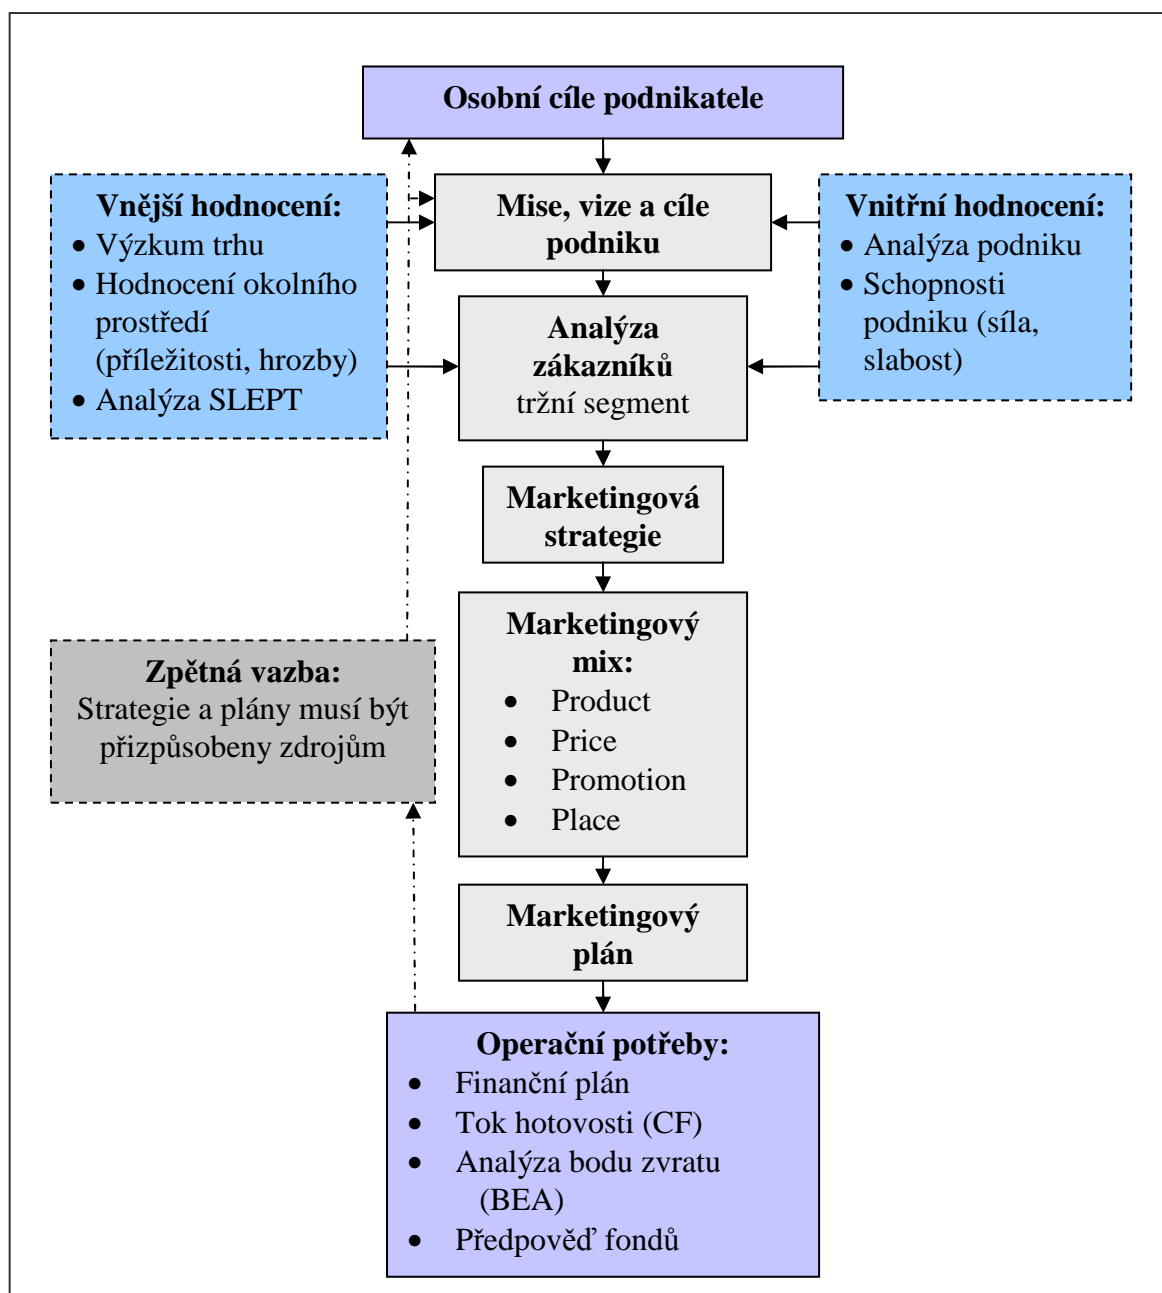 Osobní cíle podnikatele
Vnější hodnocení:
• Výzkum trhu
• Hodnocení okolního
prostředí
(příležitosti, hrozby)
• Analýza SLEPT
Mise, vize a cíle
podniku
Vnitřní hodnocení:
• Analýza podniku
• Schopnosti
podniku (síla,
slabost)
Analýza
zákazníků
tržní segment
Marketingová
strategie
Marketingový
mix:
• Product
• Price
• Promotion
• Place
Zpětná vazba:
Strategie a plány musí být
přizpůsobeny zdrojům
Marketingový
plán
Operační potřeby:
• Finanční plán
• Tok hotovosti (CF)
• Analýza bodu zvratu
(BEA)
• Předpověď fondů